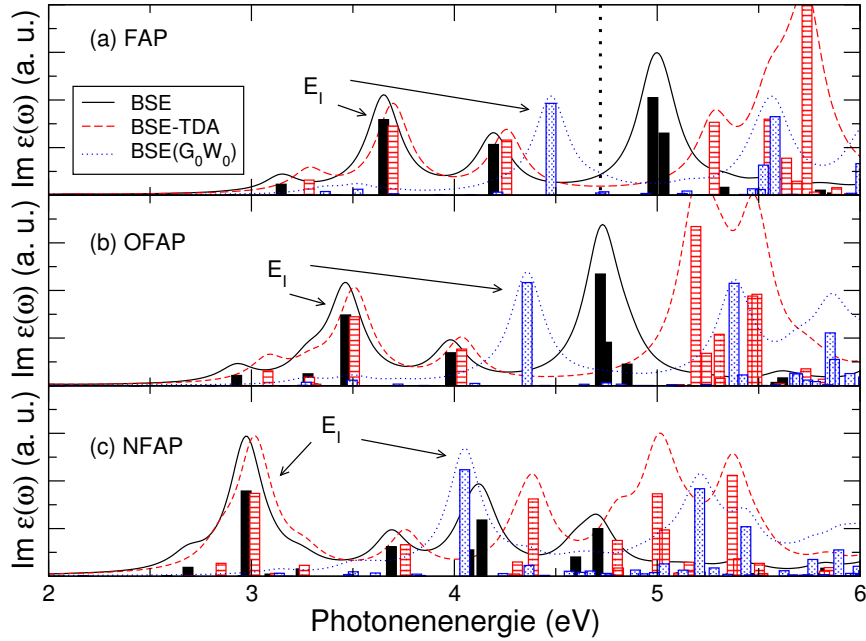 Im ε(ω) (a. u.)
(a) FAP
BSE
BSE-TDA
BSE(G₀W₀)
E_I
Im ε(ω) (a. u.)
(b) OFAP
E_I
Im ε(ω) (a. u.)
(c) NFAP
E_I
2 3 4 5 6
Photonenenergie (eV)